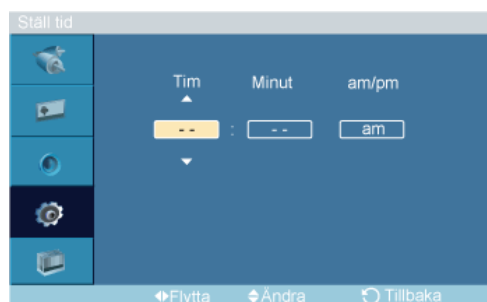 Ställ tid
Tim Minut am/pm
- - : - - am
Flytta Ändra Tillbaka